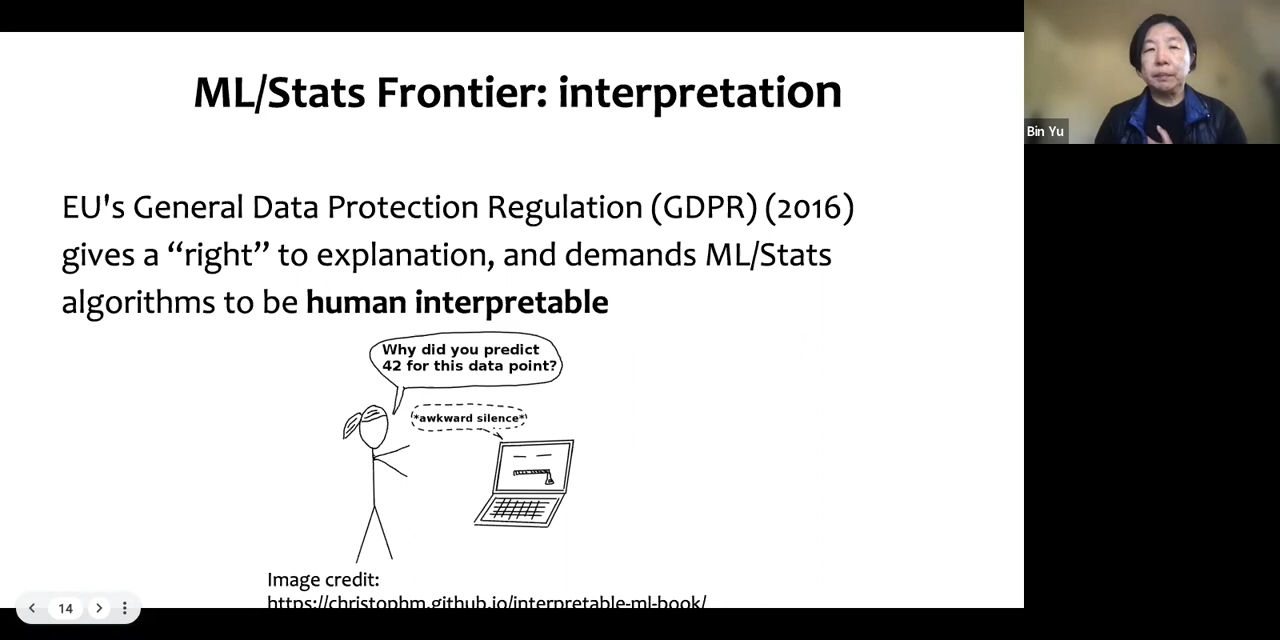 ML/Stats Frontier: interpretation
Bin Yu
EU's General Data Protection Regulation (GDPR) (2016)
gives a “right” to explanation, and demands ML/Stats
algorithms to be human interpretable
Why did you predict
42 for this data point?
*awkward silence*
Image credit:
https://christophm.github.io/interpretable-ml-book/
14